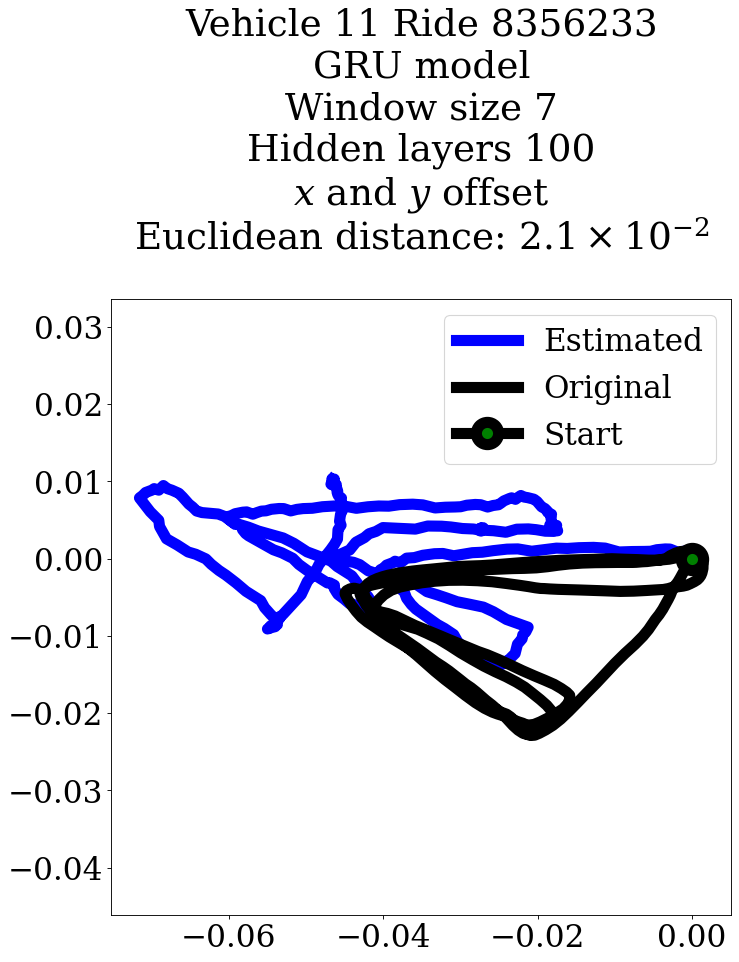 Vehicle 11 Ride 8356233
GRU model
Window size 7
Hidden layers 100
x and y offset
Euclidean distance: 2.1 × 10⁻²
Estimated
Original
Start
0.03
0.02
0.01
0.00
−0.01
−0.02
−0.03
−0.04
−0.06
−0.04
−0.02
0.00